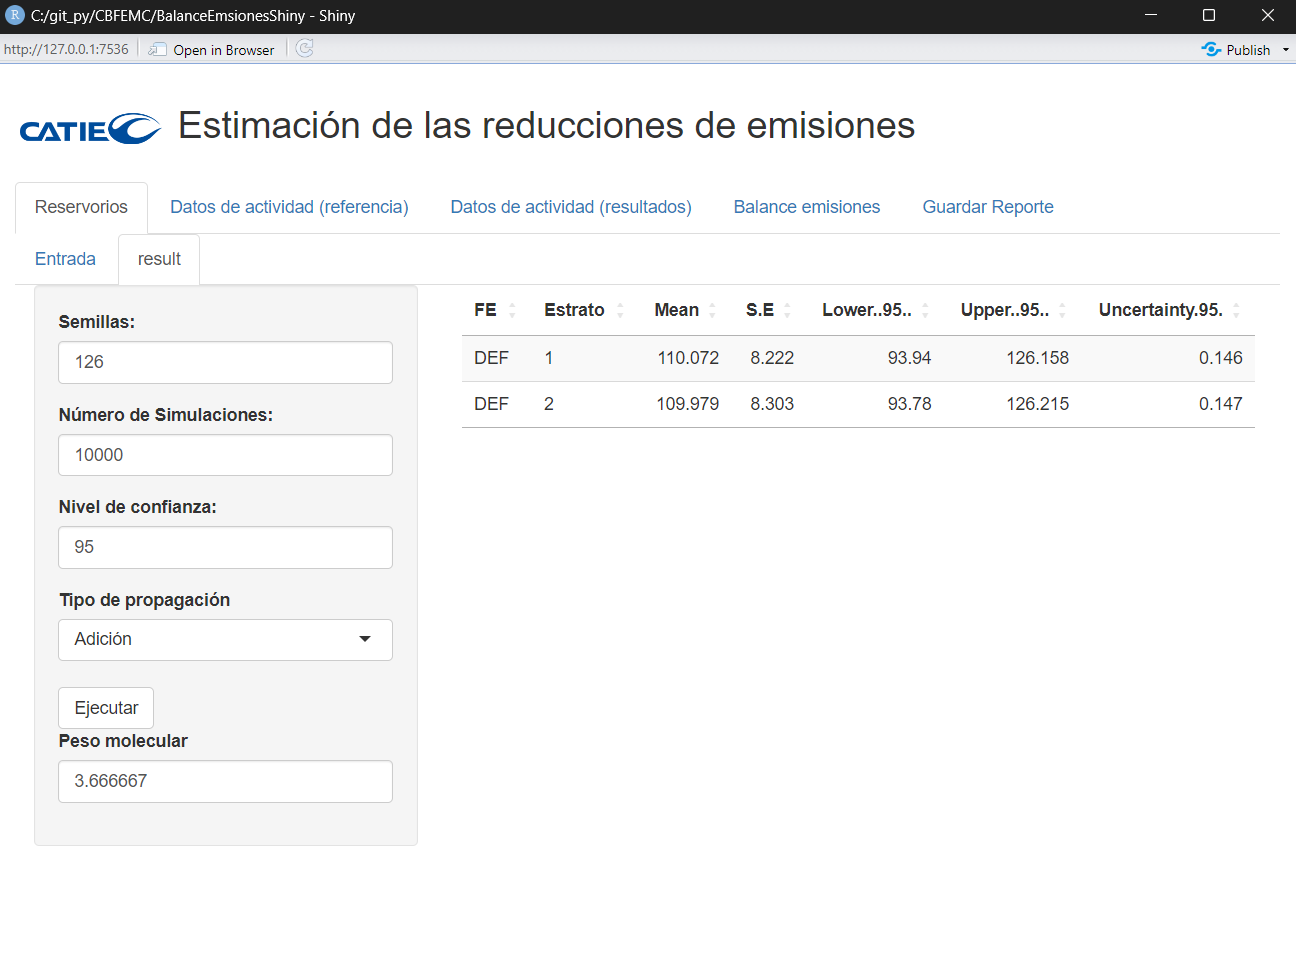 C:/git_py/CBFEMC/BalanceEmsionesShiny - Shiny
http://127.0.0.1:7536 Open in Browser Publish
CATIE Estimación de las reducciones de emisiones
Reservorios Datos de actividad (referencia) Datos de actividad (resultados) Balance emisiones Guardar Reporte
Entrada result
Semillas:
126
Número de Simulaciones:
10000
Nivel de confianza:
95
Tipo de propagación
Adición
Ejecutar
Peso molecular
3.666667
FE Estrato Mean S.E Lower..95.. Upper..95.. Uncertainty.95.
DEF 1 110.072 8.222 93.94 126.158 0.146
DEF 2 109.979 8.303 93.78 126.215 0.147